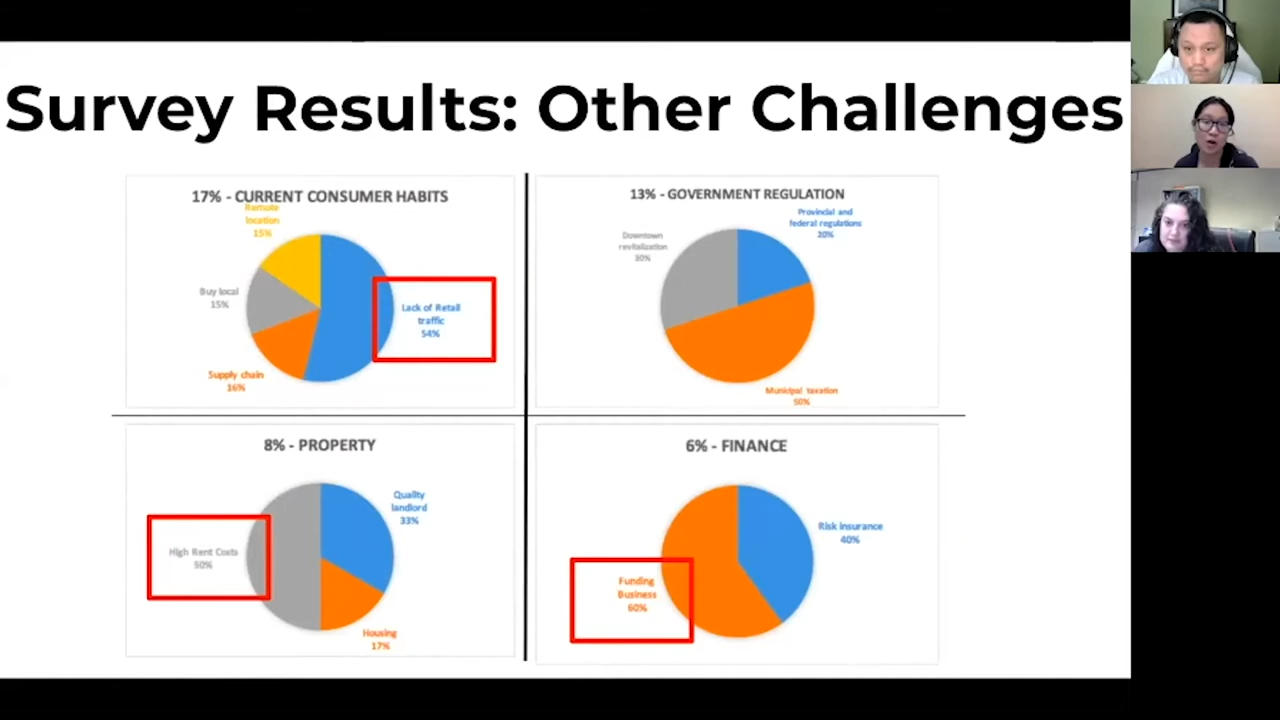 Survey Results: Other Challenges
17% - CURRENT CONSUMER HABITS
Remote
location
15%
Buy local
15%
Lack of Retail
traffic
54%
Supply chain
16%
13% - GOVERNMENT REGULATION
Provincial and
federal regulations
20%
Downtown
revitalization
30%
Municipal taxation
50%
8% - PROPERTY
Quality
landlord
33%
High Rent Costs
50%
Housing
17%
6% - FINANCE
Risk insurance
40%
Funding
Business
60%